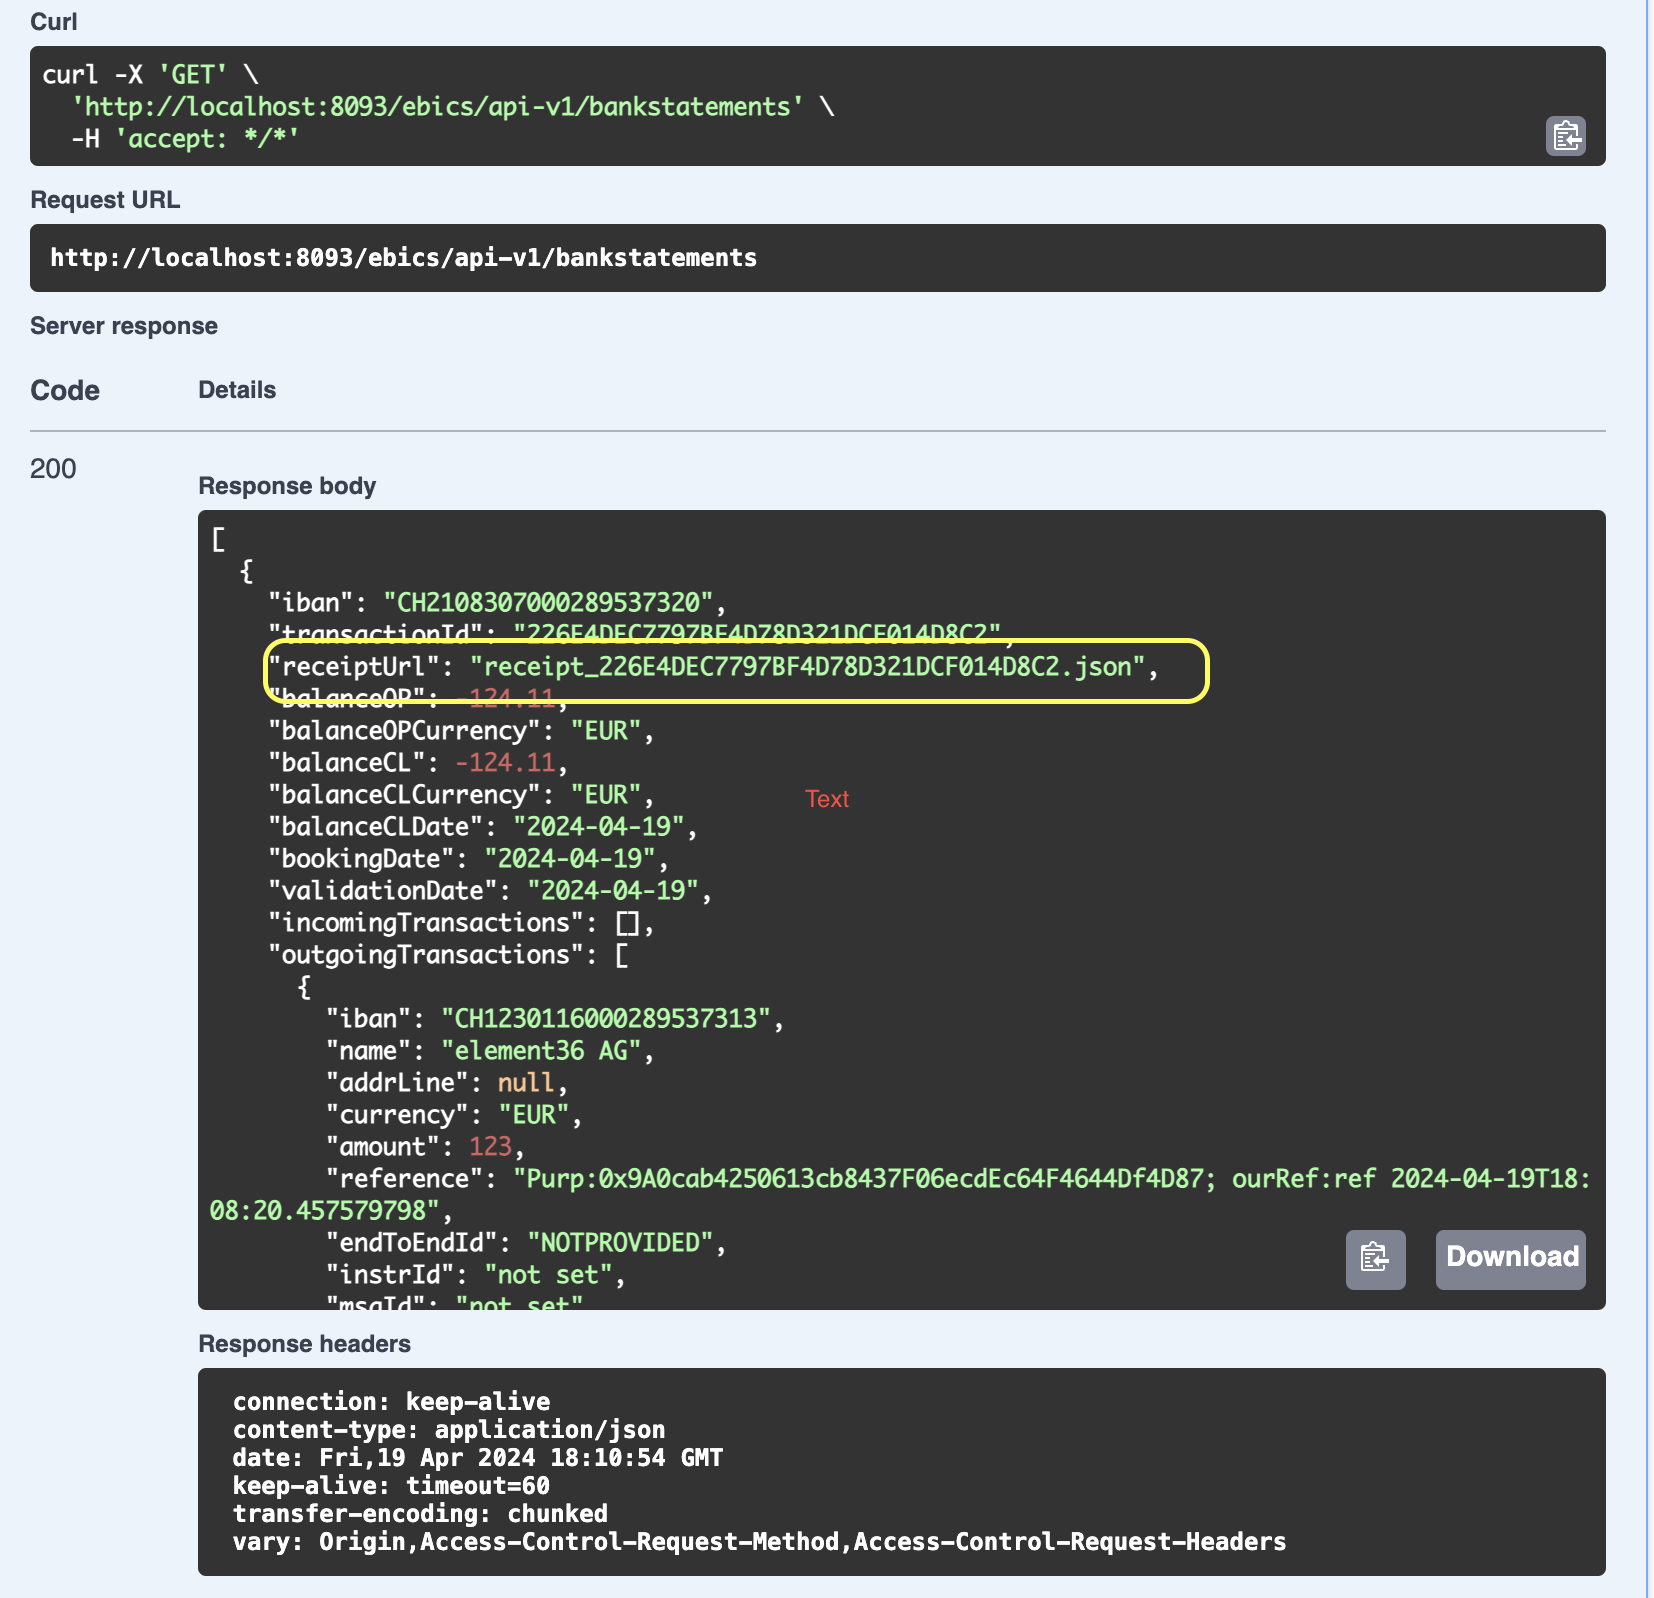 Curl
curl -X 'GET' \
  'http://localhost:8093/ebics/api-v1/bankstatements' \
  -H 'accept: */*'
Request URL
http://localhost:8093/ebics/api-v1/bankstatements
Server response
Code Details
200
Response body
[
  {
    "iban": "CH2108307000289537320",
    "transactionId": "226E4DEC7797BF4D78D321DCF014D8C2",
    "receiptUrl": "receipt_226E4DEC7797BF4D78D321DCF014D8C2.json",
    "balanceOP": -124.11,
    "balanceOPCurrency": "EUR",
    "balanceCL": -124.11,
    "balanceCLCurrency": "EUR",
Text
    "balanceCLDate": "2024-04-19",
    "bookingDate": "2024-04-19",
    "validationDate": "2024-04-19",
    "incomingTransactions": [],
    "outgoingTransactions": [
      {
        "iban": "CH1230116000289537313",
        "name": "element36 AG",
        "addrLine": null,
        "currency": "EUR",
        "amount": 123,
        "reference": "Purp:0x9A0cab4250613cb8437F06ecdEc64F4644Df4D87; ourRef:ref 2024-04-19T18:
08:20.457579798",
        "endToEndId": "NOTPROVIDED",
        "instrId": "not set",
        "msgId": "not set"
Download
Response headers
connection: keep-alive
content-type: application/json
date: Fri,19 Apr 2024 18:10:54 GMT
keep-alive: timeout=60
transfer-encoding: chunked
vary: Origin,Access-Control-Request-Method,Access-Control-Request-Headers